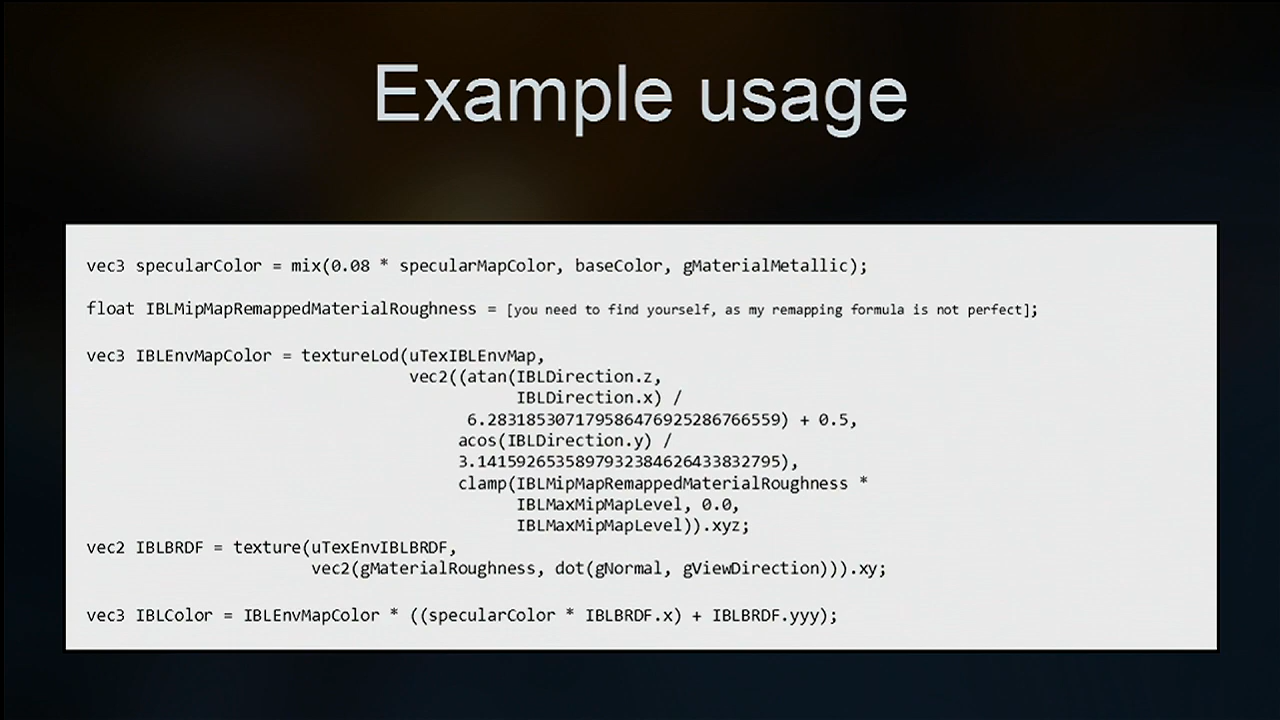 Example usage
vec3 specularColor = mix(0.08 * specularMapColor, baseColor, gMaterialMetallic);
float IBLMipMapRemappedMaterialRoughness = [you need to find yourself, as my remapping formula is not perfect];
vec3 IBLEnvMapColor = textureLod(uTexIBLEnvMap,
vec2((atan(IBLDirection.z,
IBLDirection.x) /
6.283185307179586476925286766559) + 0.5,
acos(IBLDirection.y) /
3.1415926535897932384626433832795),
clamp(IBLMipMapRemappedMaterialRoughness *
IBLMaxMipMapLevel, 0.0,
IBLMaxMipMapLevel)).xyz;
vec2 IBLBRDF = texture(uTexEnvIBLBRDF,
vec2(gMaterialRoughness, dot(gNormal, gViewDirection))).xy;
vec3 IBLColor = IBLEnvMapColor * ((specularColor * IBLBRDF.x) + IBLBRDF.yyy);